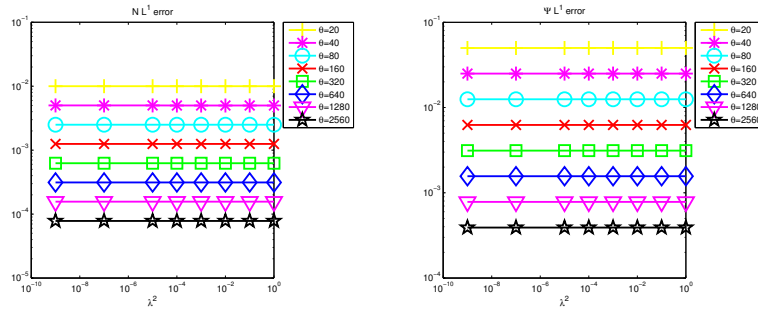 N L¹ error
10⁻¹
10⁻²
10⁻³
10⁻⁴
10⁻⁵
10⁻¹⁰
10⁻⁸
10⁻⁶
10⁻⁴
10⁻²
10⁰
λ²
θ=20
θ=40
θ=80
θ=160
θ=320
θ=640
θ=1280
θ=2560
Ψ L¹ error
10⁻¹
10⁻²
10⁻³
10⁻⁴
10⁻¹⁰
10⁻⁸
10⁻⁶
10⁻⁴
10⁻²
10⁰
λ²
θ=20
θ=40
θ=80
θ=160
θ=320
θ=640
θ=1280
θ=2560